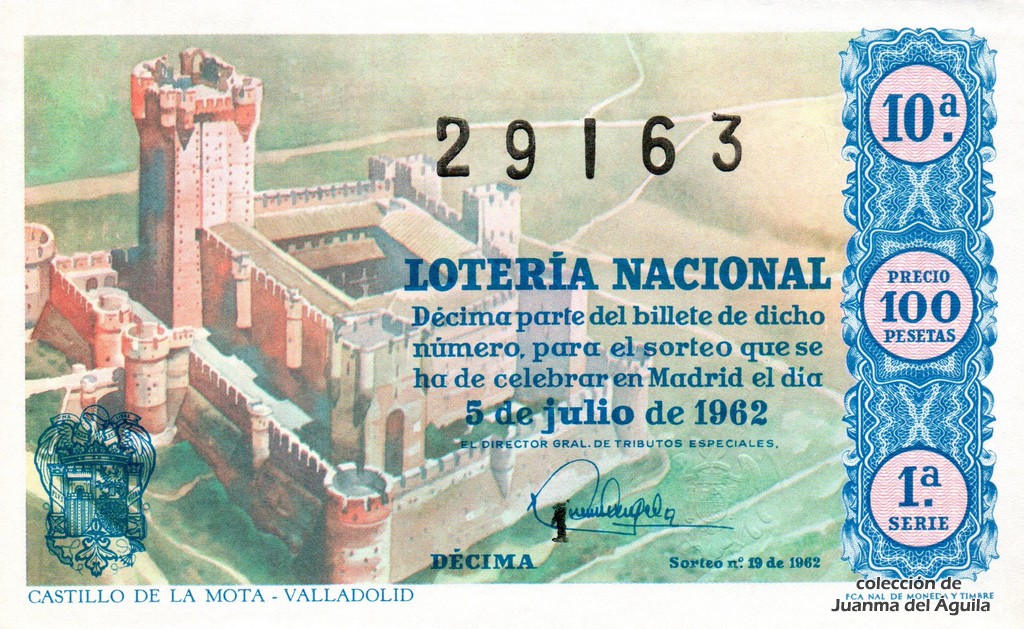 29163
10ª.
LOTERÍA NACIONAL
Décima parte del billete de dicho
número, para el sorteo que se
ha de celebrar en Madrid el día
5 de julio de 1962
EL DIRECTOR GRAL. DE TRIBUTOS ESPECIALES,
PRECIO
100
PESETAS
1ª.
SERIE
1
DÉCIMA
Sorteo nº. 19 de 1962
CASTILLO DE LA MOTA - VALLADOLID
FCA NAL DE MONEDA Y TIMBRE
colección de
Juanma del Águila